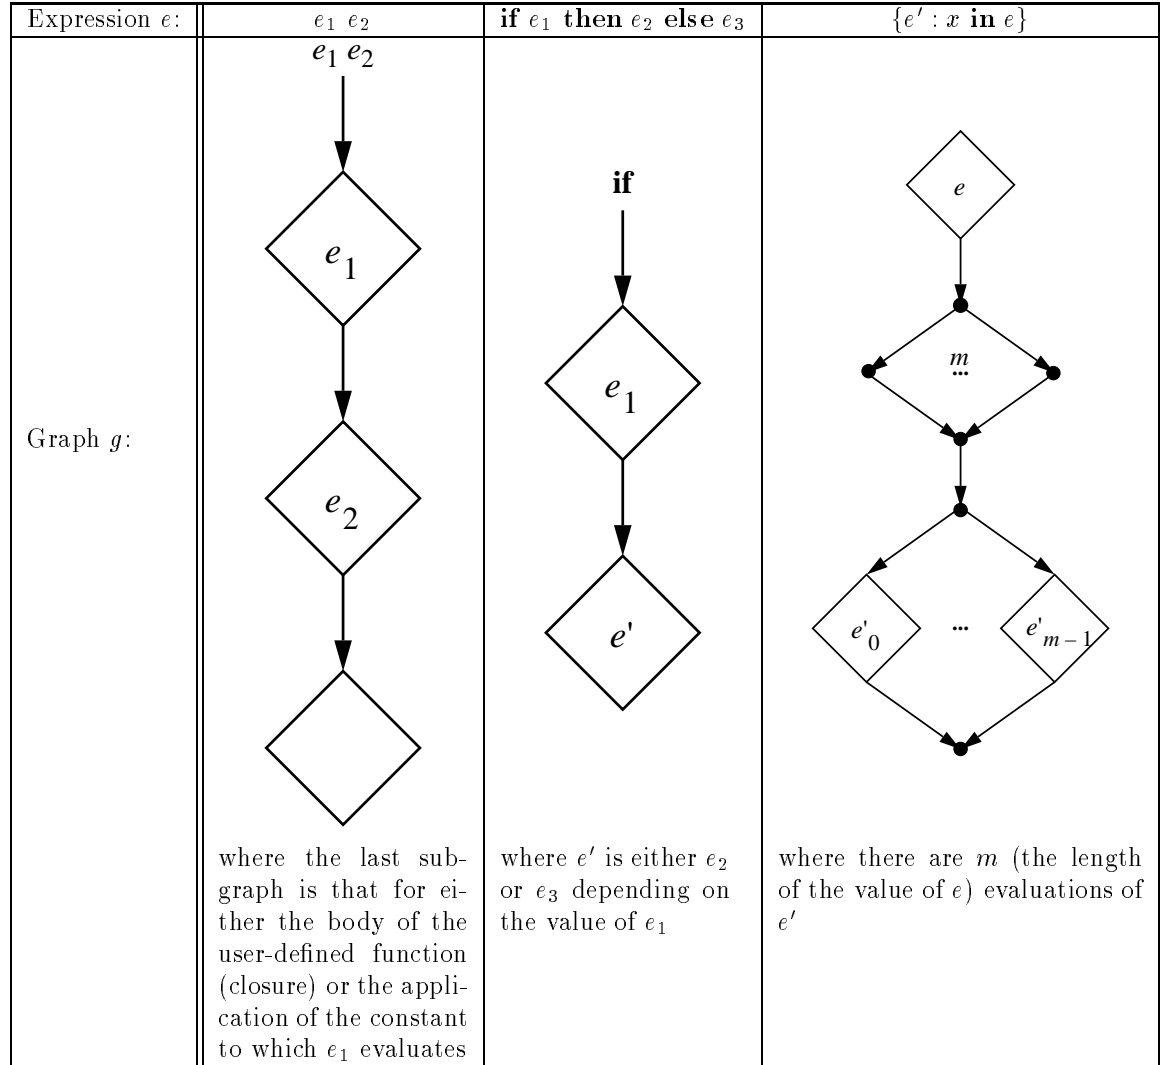 Expression e: e₁ e₂ if e₁ then e₂ else e₃ {e′ : x in e}
Graph g:
e₁ e₂
e₁
e₂
if
e₁
e'
e
m
...
e'₀ ... e'ₘ₋₁
where the last sub-
graph is that for ei-
ther the body of the
user-defined function
(closure) or the appli-
cation of the constant
to which e₁ evaluates
where e′ is either e₂
or e₃ depending on
the value of e₁
where there are m (the length
of the value of e) evaluations of
e′